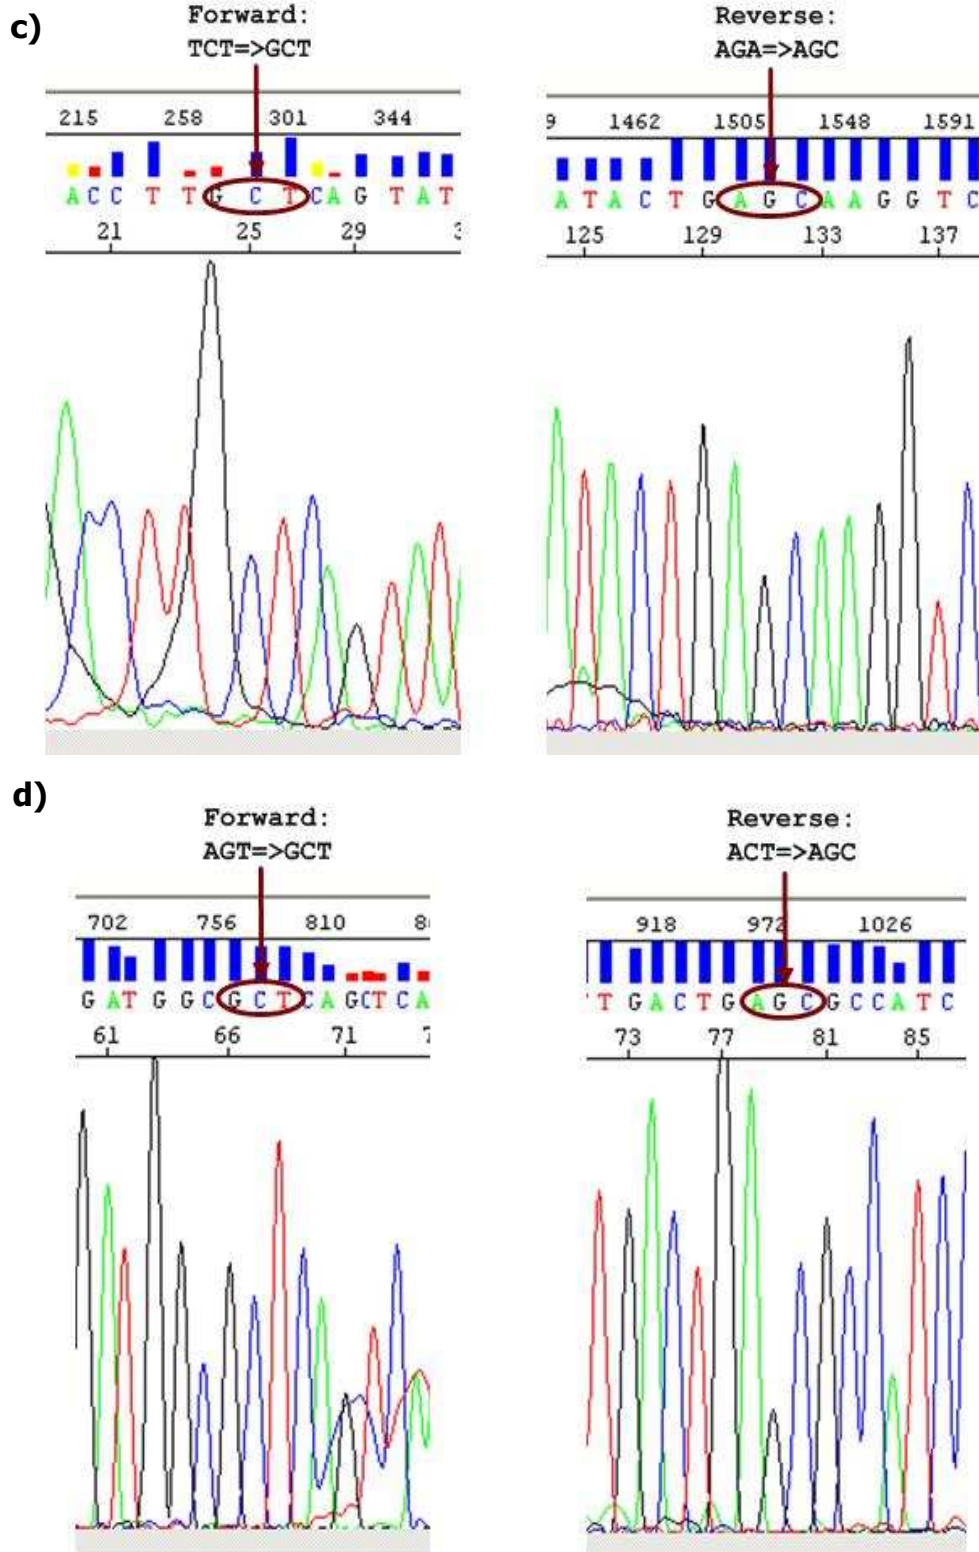 c)
Forward:
TCT=>GCT
215 258 301 344
A C C T T G C T C A G T A T
21 25 29
Reverse:
AGA=>AGC
9 1462 1505 1548 1591
A T A C T G A G C A A G G T C
125 129 133 137
d)
Forward:
AGT=>GCT
702 756 810
G A T G G C G C T C A G C T C A
61 66 71
Reverse:
ACT=>AGC
918 972 1026
T G A C T G A G C G C C A T C
73 77 81 85